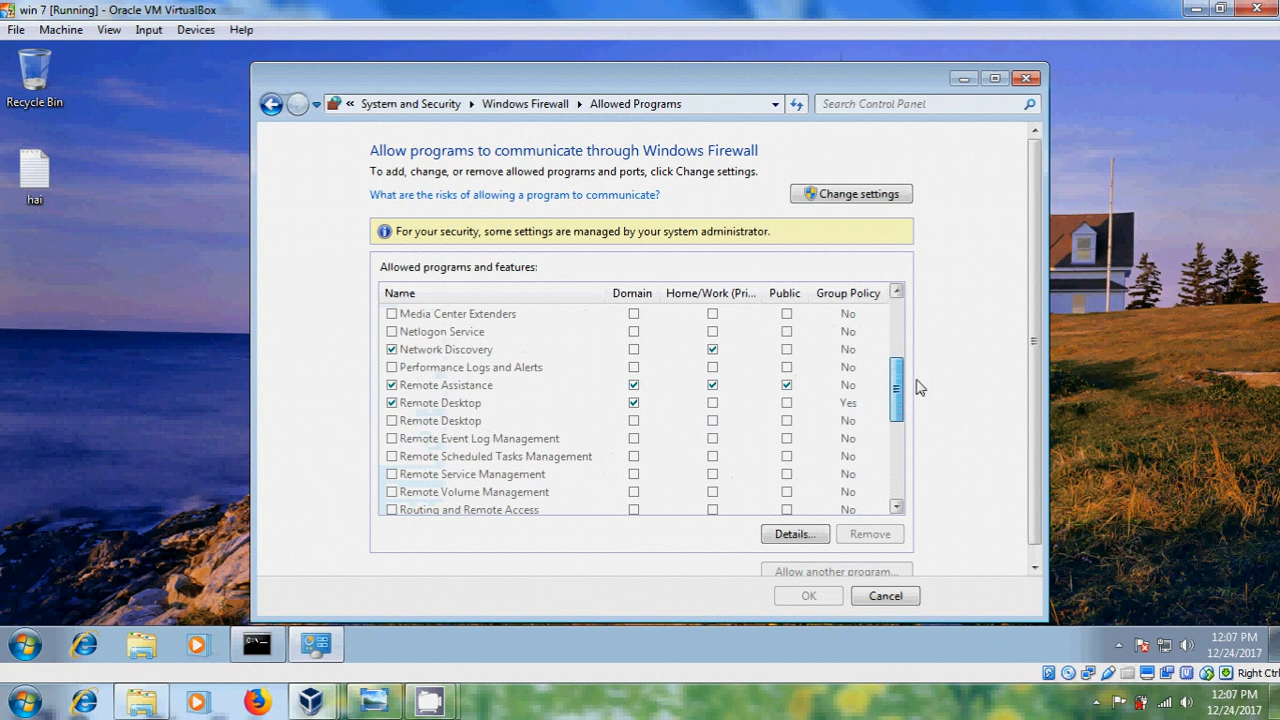 win 7 [Running] - Oracle VM VirtualBox
File Machine View Input Devices Help
Recycle Bin
hai
« System and Security Windows Firewall Allowed Programs
Search Control Panel
Allow programs to communicate through Windows Firewall
To add, change, or remove allowed programs and ports, click Change settings.
What are the risks of allowing a program to communicate?
Change settings
For your security, some settings are managed by your system administrator.
Allowed programs and features:
Name Domain Home/Work (Pri... Public Group Policy
Media Center Extenders No
Netlogon Service No
Network Discovery No
Performance Logs and Alerts No
Remote Assistance No
Remote Desktop Yes
Remote Desktop No
Remote Event Log Management No
Remote Scheduled Tasks Management No
Remote Service Management No
Remote Volume Management No
Routing and Remote Access No
Details... Remove
Allow another program...
OK Cancel
12:07 PM
12/24/2017
Right Ctrl
12:07 PM
12/24/2017